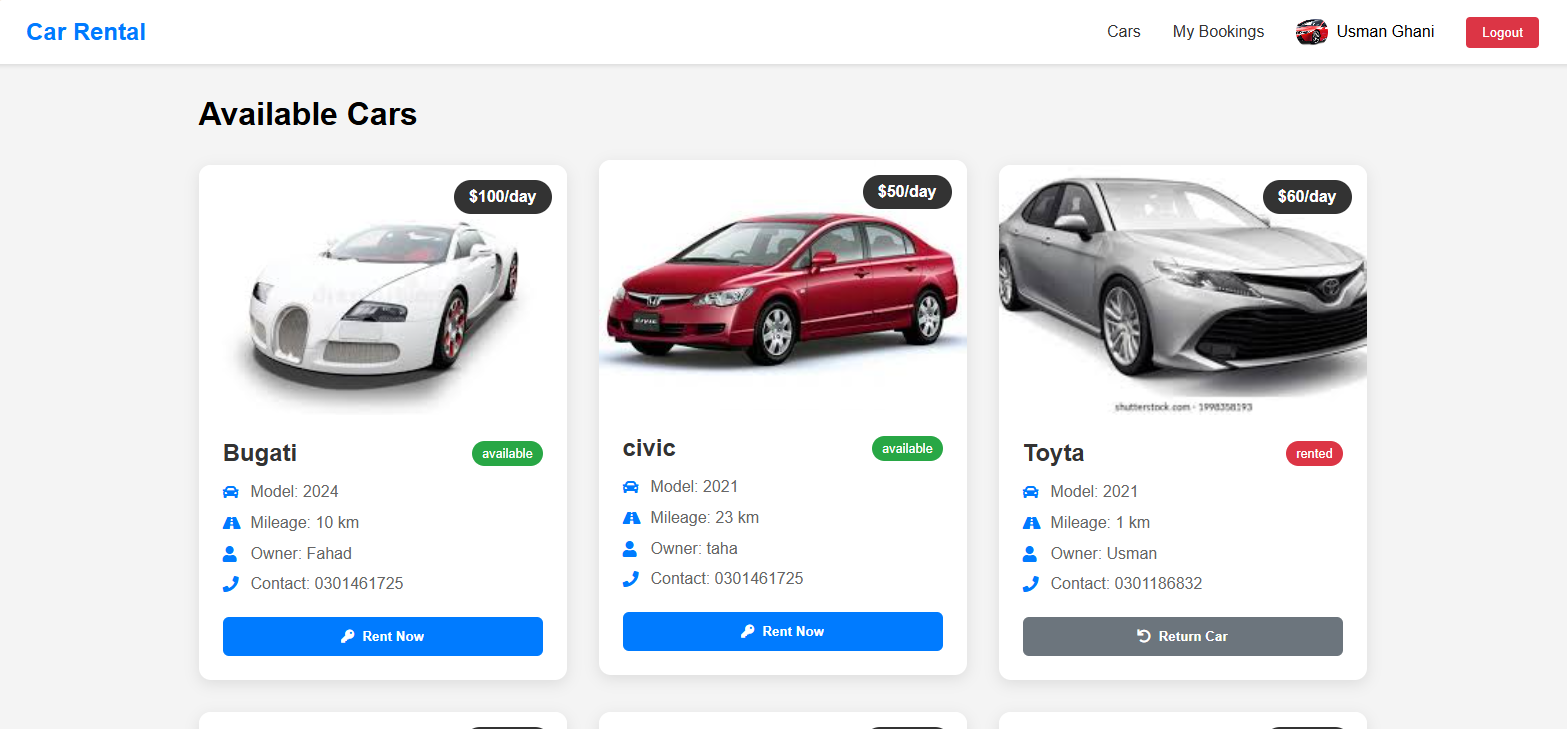 Car Rental
Cars
My Bookings
Usman Ghani
Logout
Available Cars
$100/day
Bugati
available
Model: 2024
Mileage: 10 km
Owner: Fahad
Contact: 0301461725
Rent Now
$50/day
CIVIC
civic
available
Model: 2021
Mileage: 23 km
Owner: taha
Contact: 0301461725
Rent Now
$60/day
shutterstock.com · 1998358193
Toyta
rented
Model: 2021
Mileage: 1 km
Owner: Usman
Contact: 0301186832
Return Car